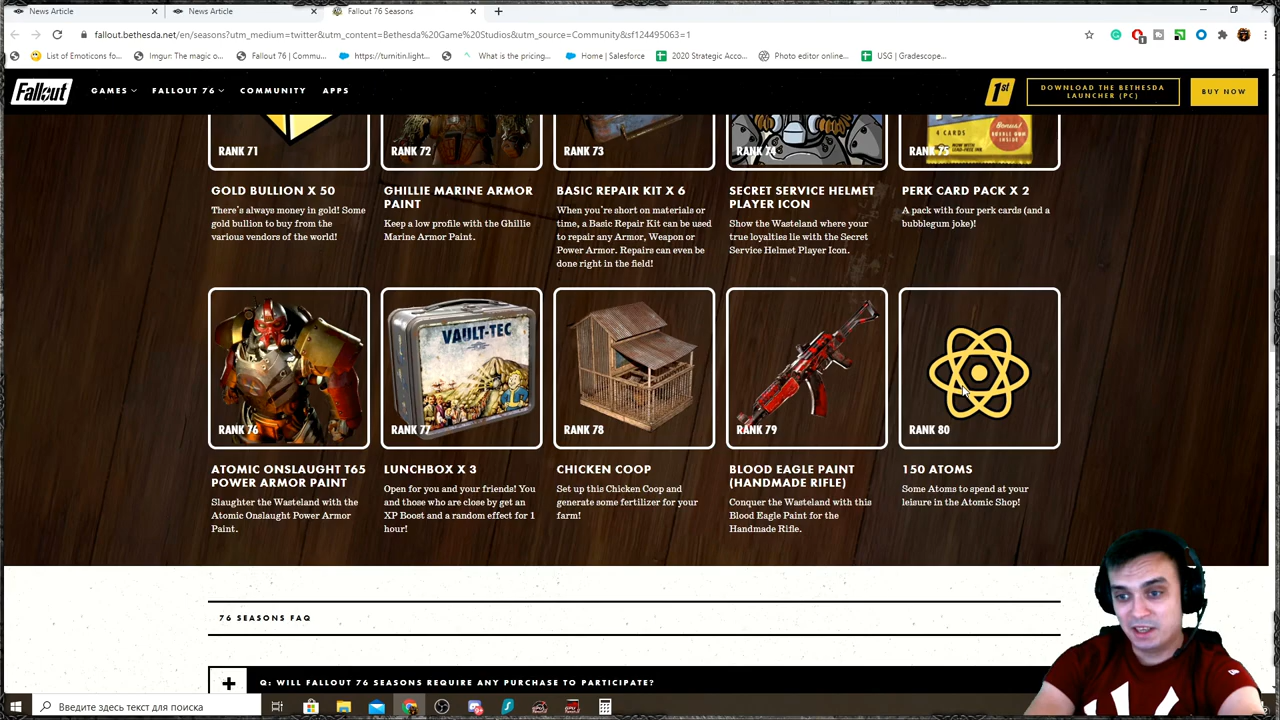 News Article
News Article
Fallout 76 Seasons
fallout.bethesda.net/en/seasons?utm_medium=twitter&utm_content=Bethesda%20Game%20Studios&utm_source=Community&sf124495063=1
List of Emoticons fo...
Imgur: The magic o...
Fallout 76 | Commu...
https://turnitin.light...
What is the pricing...
Home | Salesforce
2020 Strategic Acco...
Photo editor online...
USG | Gradescope...
Fallout
GAMES
FALLOUT 76
COMMUNITY
APPS
1st
DOWNLOAD THE BETHESDA
LAUNCHER (PC)
BUY NOW
4 CARDS
Bonus!
DOUBLE GUM
INSIDE
RANK 71
RANK 72
RANK 73
RANK 74
RANK 75
GOLD BULLION X 50
There's always money in gold! Some
gold bullion to buy from the
various vendors of the world!
GHILLIE MARINE ARMOR
PAINT
Keep a low profile with the Ghillie
Marine Armor Paint.
BASIC REPAIR KIT X 6
When you're short on materials or
time, a Basic Repair Kit can be used
to repair any Armor, Weapon or
Power Armor. Repairs can even be
done right in the field!
SECRET SERVICE HELMET
PLAYER ICON
Show the Wasteland where your
true loyalties lie with the Secret
Service Helmet Player Icon.
PERK CARD PACK X 2
A pack with four perk cards (and a
bubblegum joke)!
VAULT-TEC
RANK 76
RANK 77
RANK 78
RANK 79
RANK 80
ATOMIC ONSLAUGHT T65
POWER ARMOR PAINT
Slaughter the Wasteland with the
Atomic Onslaught Power Armor
Paint.
LUNCHBOX X 3
Open for you and your friends! You
and those who are close by get an
XP Boost and a random effect for 1
hour!
CHICKEN COOP
Set up this Chicken Coop and
generate some fertilizer for your
farm!
BLOOD EAGLE PAINT
(HANDMADE RIFLE)
Conquer the Wasteland with this
Blood Eagle Paint for the
Handmade Rifle.
150 ATOMS
Some Atoms to spend at your
leisure in the Atomic Shop!
76 SEASONS FAQ
Q: WILL FALLOUT 76 SEASONS REQUIRE ANY PURCHASE TO PARTICIPATE?
Введите здесь текст для поиска